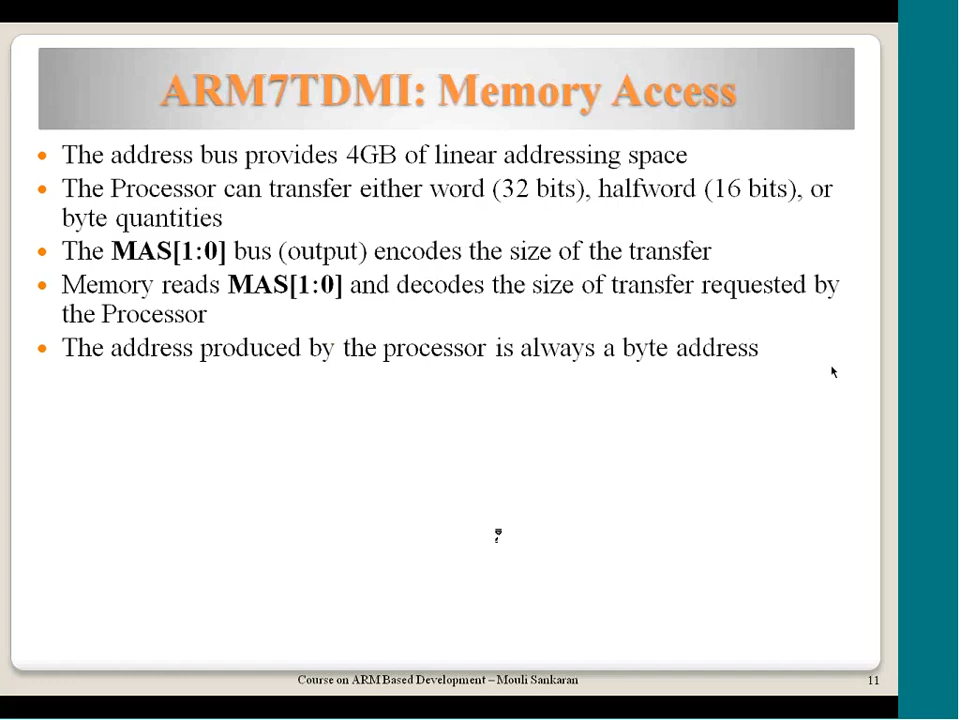 ARM7TDMI: Memory Access
• The address bus provides 4GB of linear addressing space
• The Processor can transfer either word (32 bits), halfword (16 bits), or
byte quantities
• The MAS[1:0] bus (output) encodes the size of the transfer
• Memory reads MAS[1:0] and decodes the size of transfer requested by
the Processor
• The address produced by the processor is always a byte address
Course on ARM Based Development – Mouli Sankaran
11